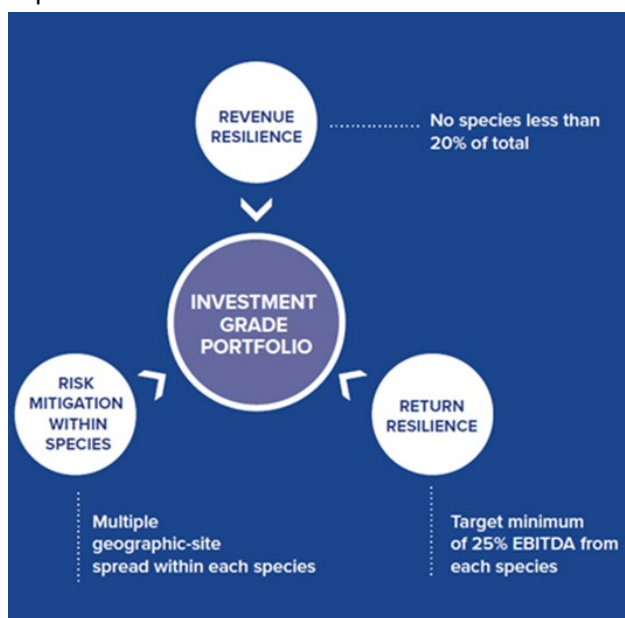 REVENUE
RESILIENCE
No species less than
20% of total
INVESTMENT
GRADE
PORTFOLIO
RISK
MITIGATION
WITHIN
SPECIES
RETURN
RESILIENCE
Multiple
geographic-site
spread within each species
Target minimum
of 25% EBITDA from
each species